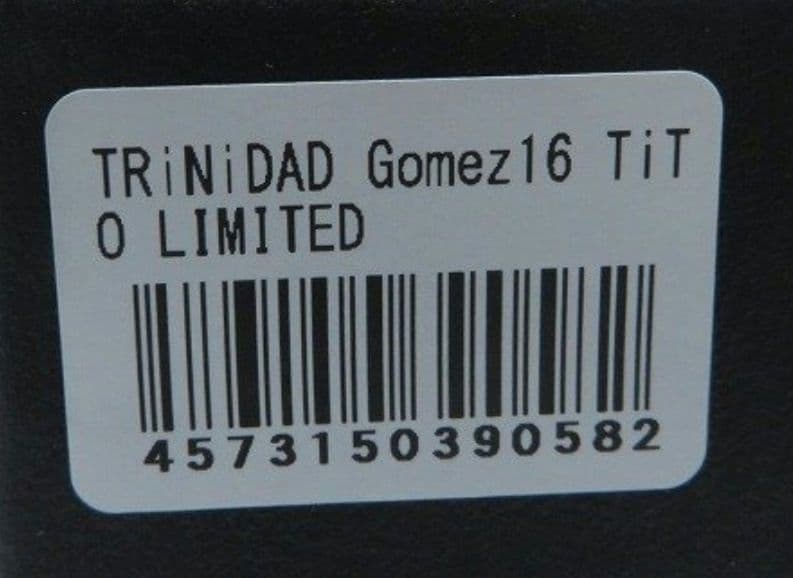 TRiNiDAD Gomez16 TiT
O LIMITED
4573150390582